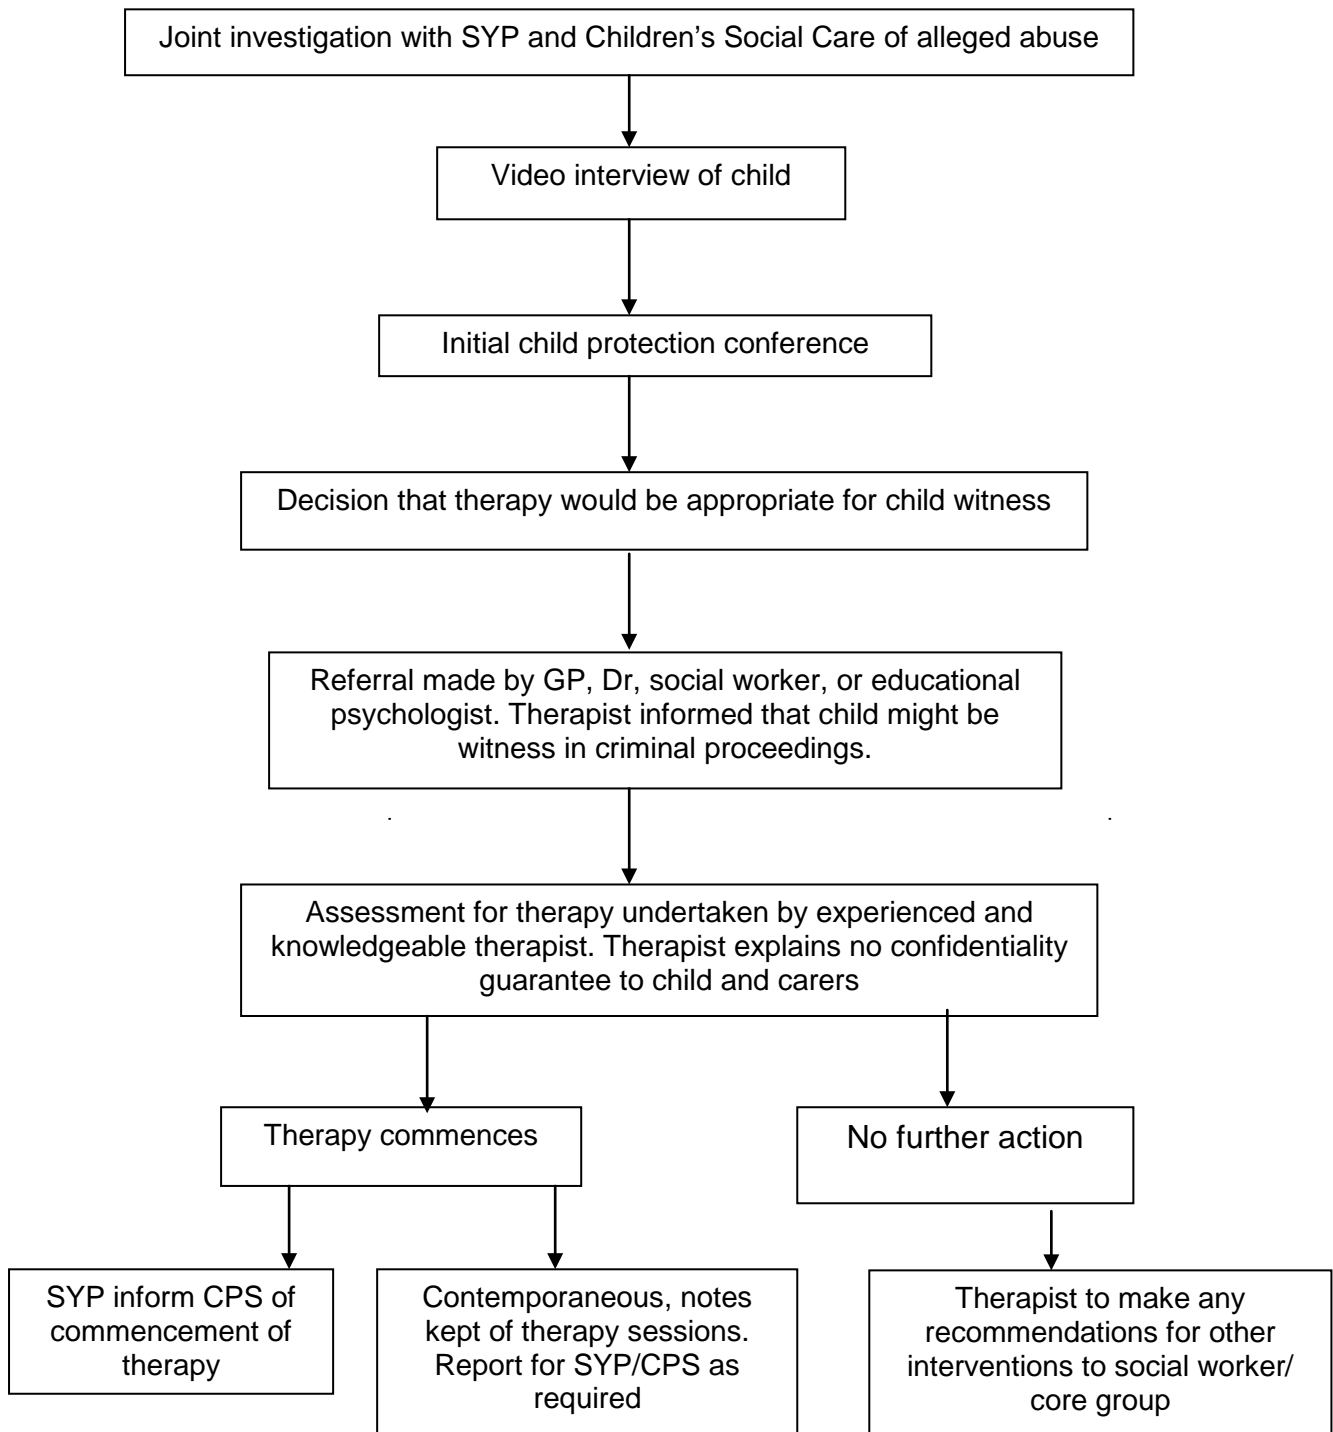 Joint investigation with SYP and Children’s Social Care of alleged abuse
Video interview of child
Initial child protection conference
Decision that therapy would be appropriate for child witness
Referral made by GP, Dr, social worker, or educational
psychologist. Therapist informed that child might be
witness in criminal proceedings.
Assessment for therapy undertaken by experienced and
knowledgeable therapist. Therapist explains no confidentiality
guarantee to child and carers
Therapy commences
No further action
SYP inform CPS of
commencement of
therapy
Contemporaneous, notes
kept of therapy sessions.
Report for SYP/CPS as
required
Therapist to make any
recommendations for other
interventions to social worker/
core group